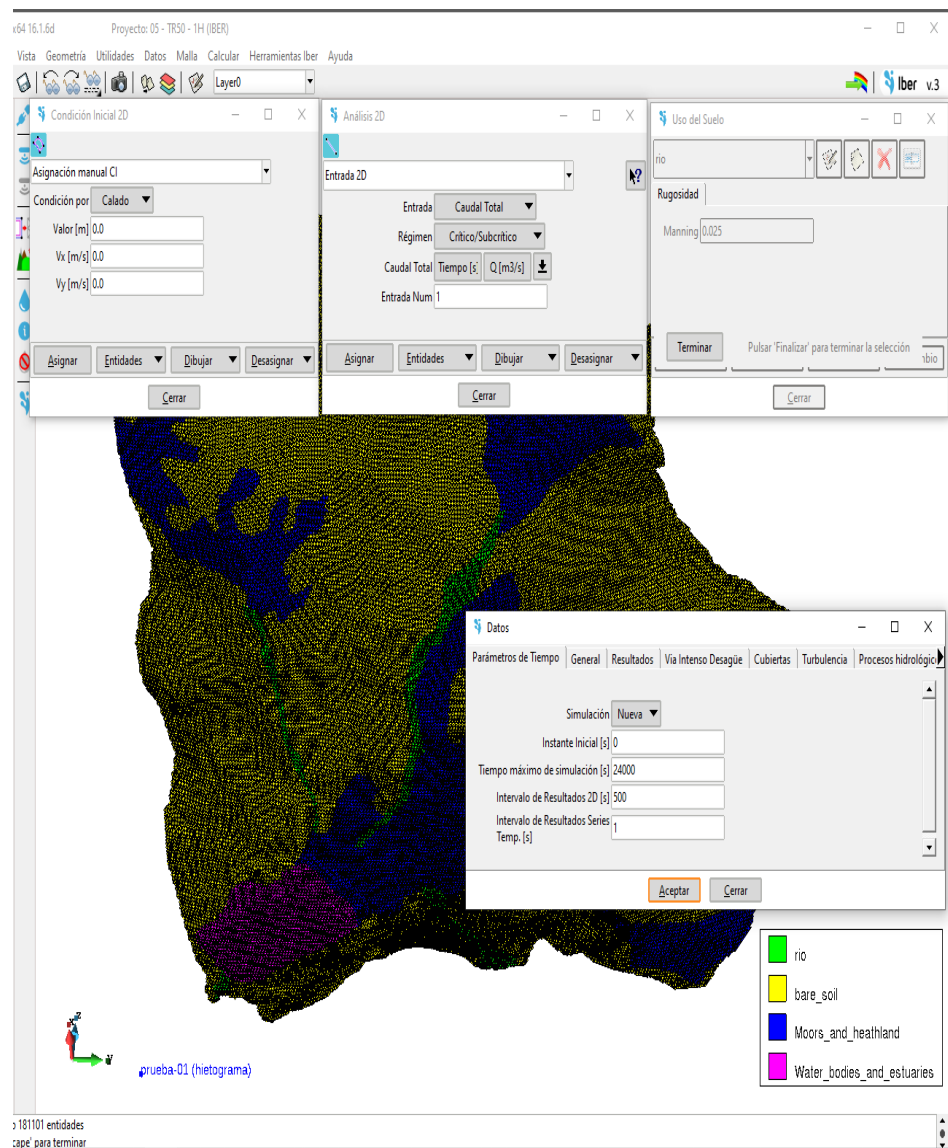 x64 16.1.6d Proyecto: 05 - TR50 - 1H (IBER)
Vista Geometría Utilidades Datos Malla Calcular Herramientas Iber Ayuda
Layer0
Iber v.3
Condición Inicial 2D
Asignación manual CI
Condición por Calado
Valor [m] 0.0
Vx [m/s] 0.0
Vy [m/s] 0.0
Asignar Entidades Dibujar Desasignar
Cerrar
Análisis 2D
Entrada 2D
Entrada Caudal Total
Régimen Crítico/Subcrítico
Caudal Total Tiempo [s] Q [m3/s]
Entrada Num 1
Asignar Entidades Dibujar Desasignar
Cerrar
Uso del Suelo
rio
Rugosidad
Manning 0.025
Terminar Pulsar 'Finalizar' para terminar la selección
nbio
Cerrar
Datos
Parámetros de Tiempo General Resultados Vía Intenso Desagüe Cubiertas Turbulencia Procesos hidrológic
Simulación Nueva
Instante Inicial [s] 0
Tiempo máximo de simulación [s] 24000
Intervalo de Resultados 2D [s] 500
Intervalo de Resultados Series
Temp. [s] 1
Aceptar Cerrar
rio
bare_soil
Moors_and_heathland
Water_bodies_and_estuaries
prueba-01 (hietograma)
o 181101 entidades
cape' para terminar